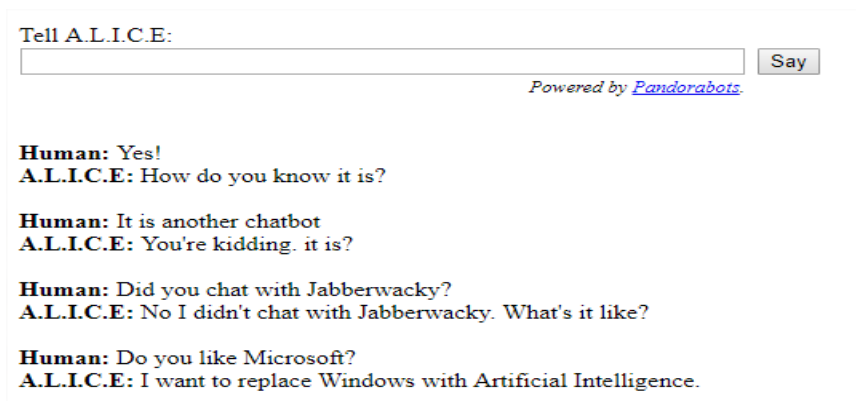 Tell A.L.I.C.E:
Say
Powered by Pandorabots.
Human: Yes!
A.L.I.C.E: How do you know it is?
Human: It is another chatbot
A.L.I.C.E: You're kidding. it is?
Human: Did you chat with Jabberwacky?
A.L.I.C.E: No I didn't chat with Jabberwacky. What's it like?
Human: Do you like Microsoft?
A.L.I.C.E: I want to replace Windows with Artificial Intelligence.